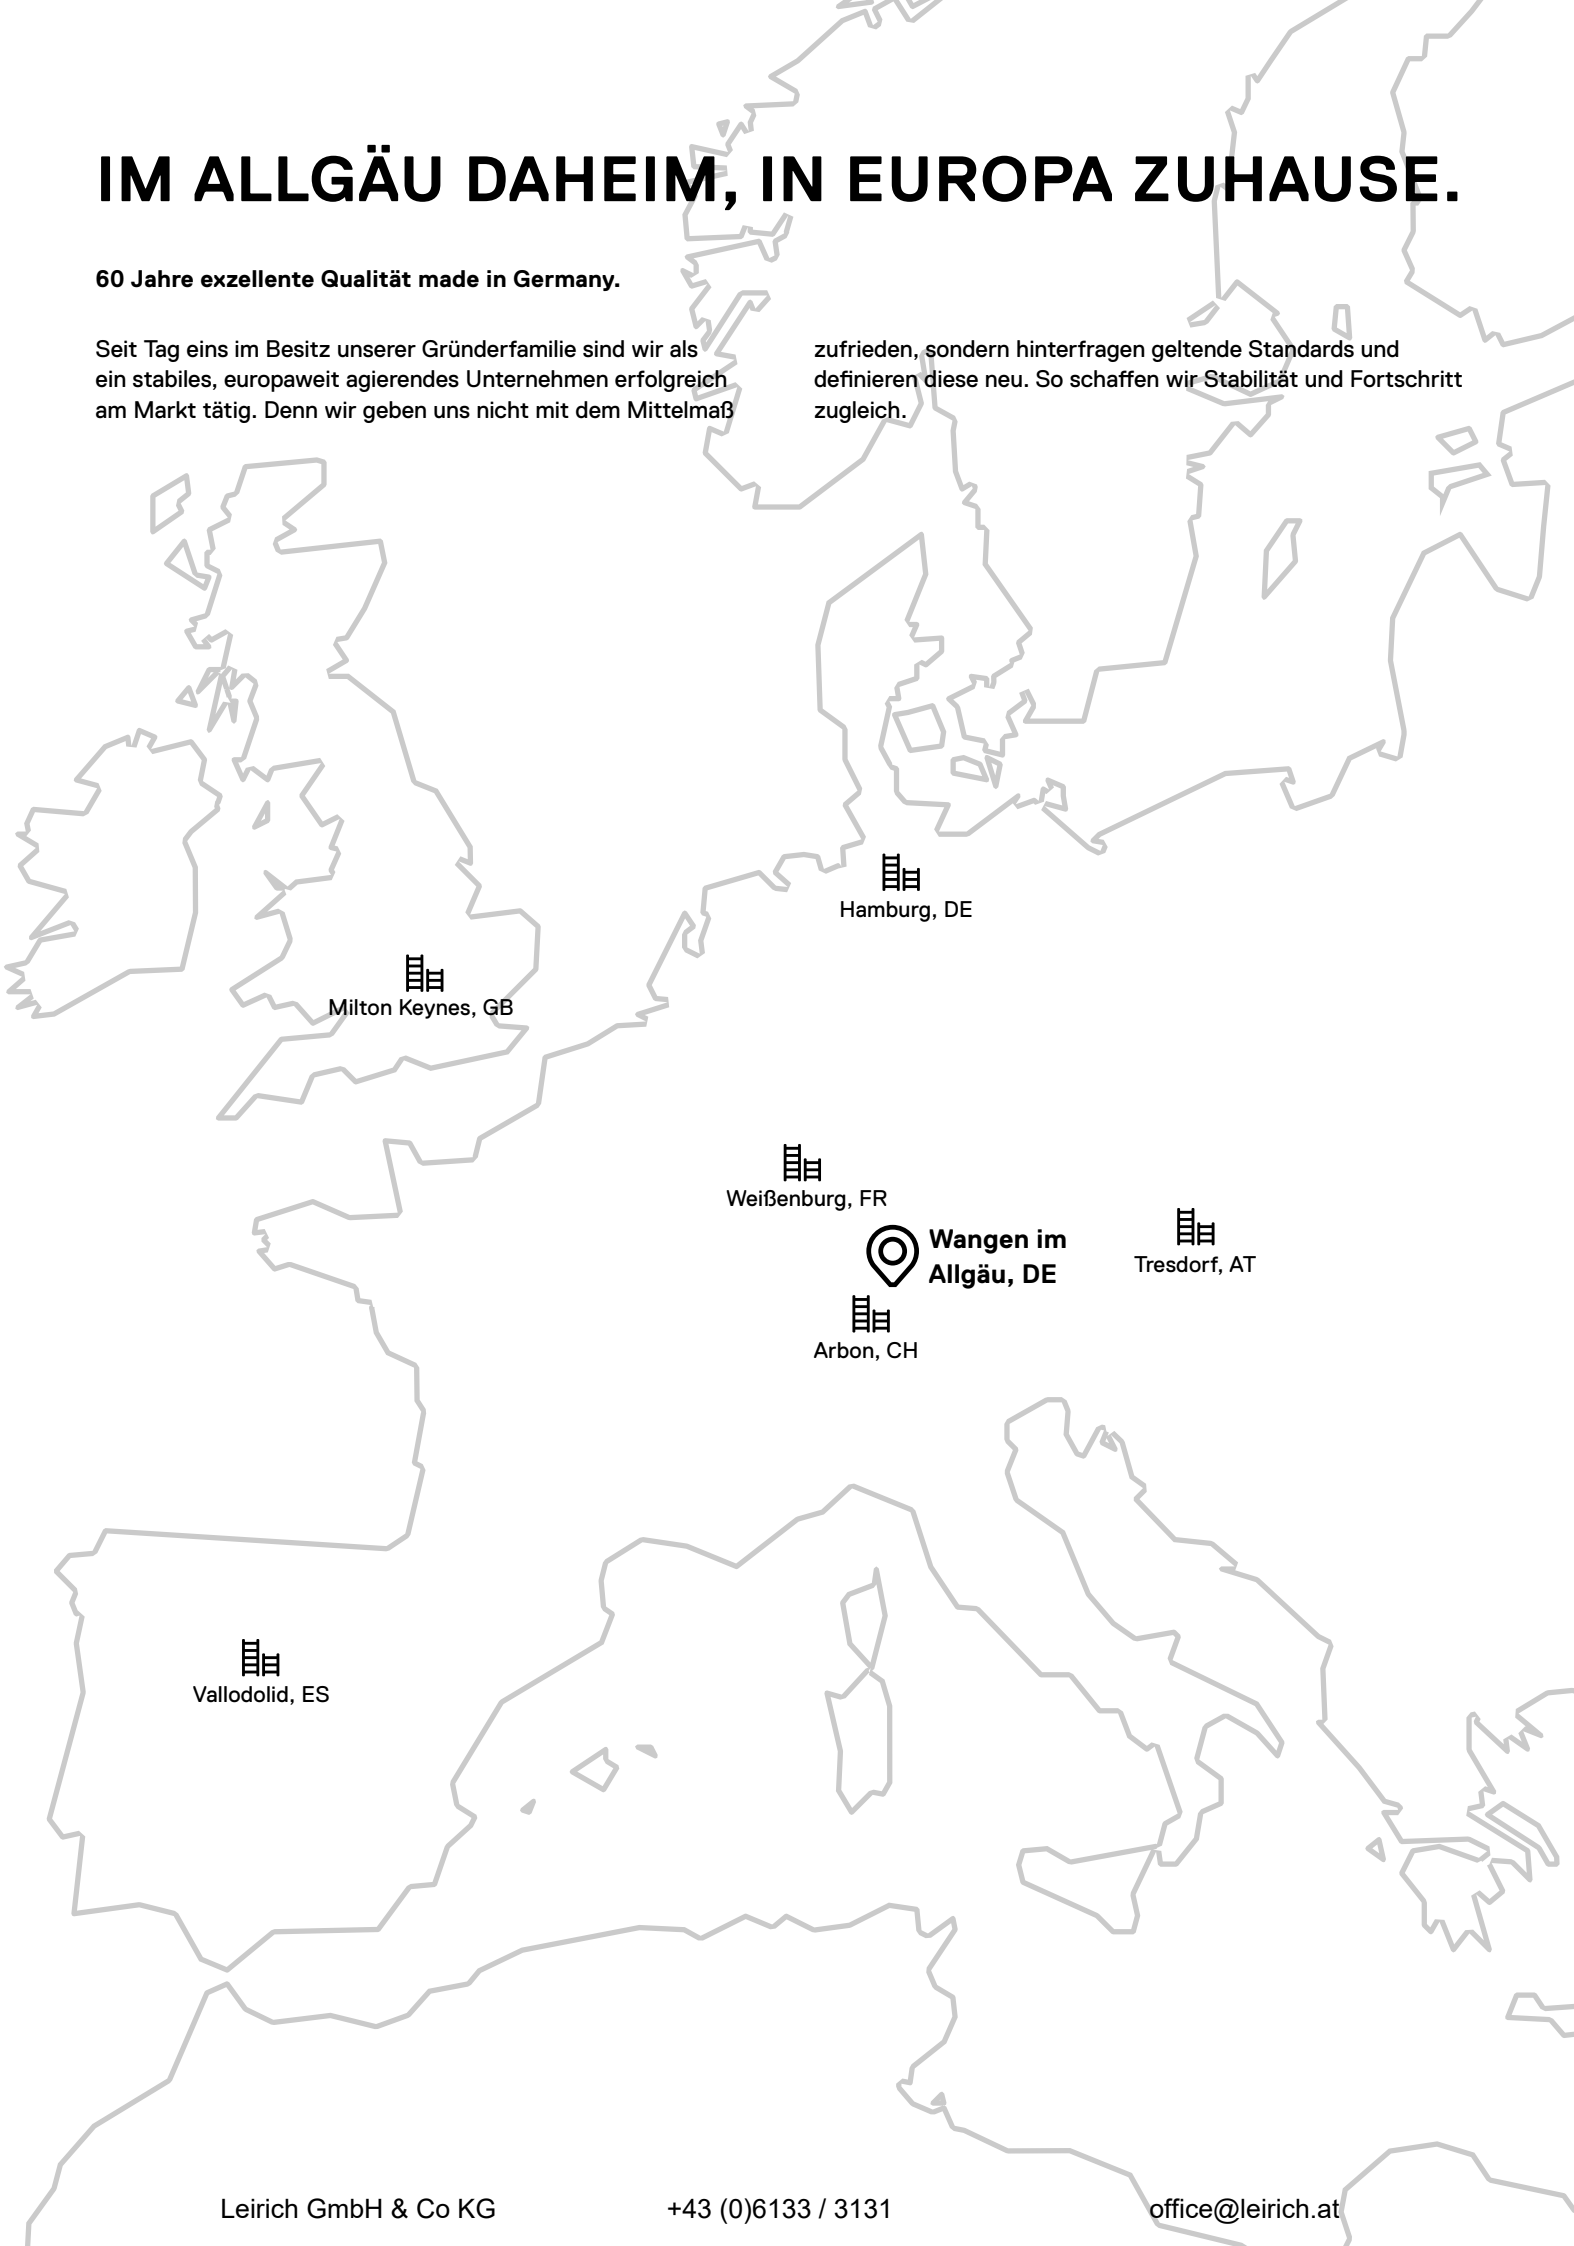 IM ALLGÄU DAHEIM, IN EUROPA ZUHAUSE.
60 Jahre exzellente Qualität made in Germany.
Seit Tag eins im Besitz unserer Gründerfamilie sind wir als
ein stabiles, europaweit agierendes Unternehmen erfolgreich
am Markt tätig. Denn wir geben uns nicht mit dem Mittelmaß
zufrieden, sondern hinterfragen geltende Standards und
definieren diese neu. So schaffen wir Stabilität und Fortschritt
zugleich.
Hamburg, DE
Milton Keynes, GB
Weißenburg, FR
Wangen im
Allgäu, DE
Tresdorf, AT
Arbon, CH
Vallodolid, ES
Leirich GmbH & Co KG
+43 (0)6133 / 3131
office@leirich.at